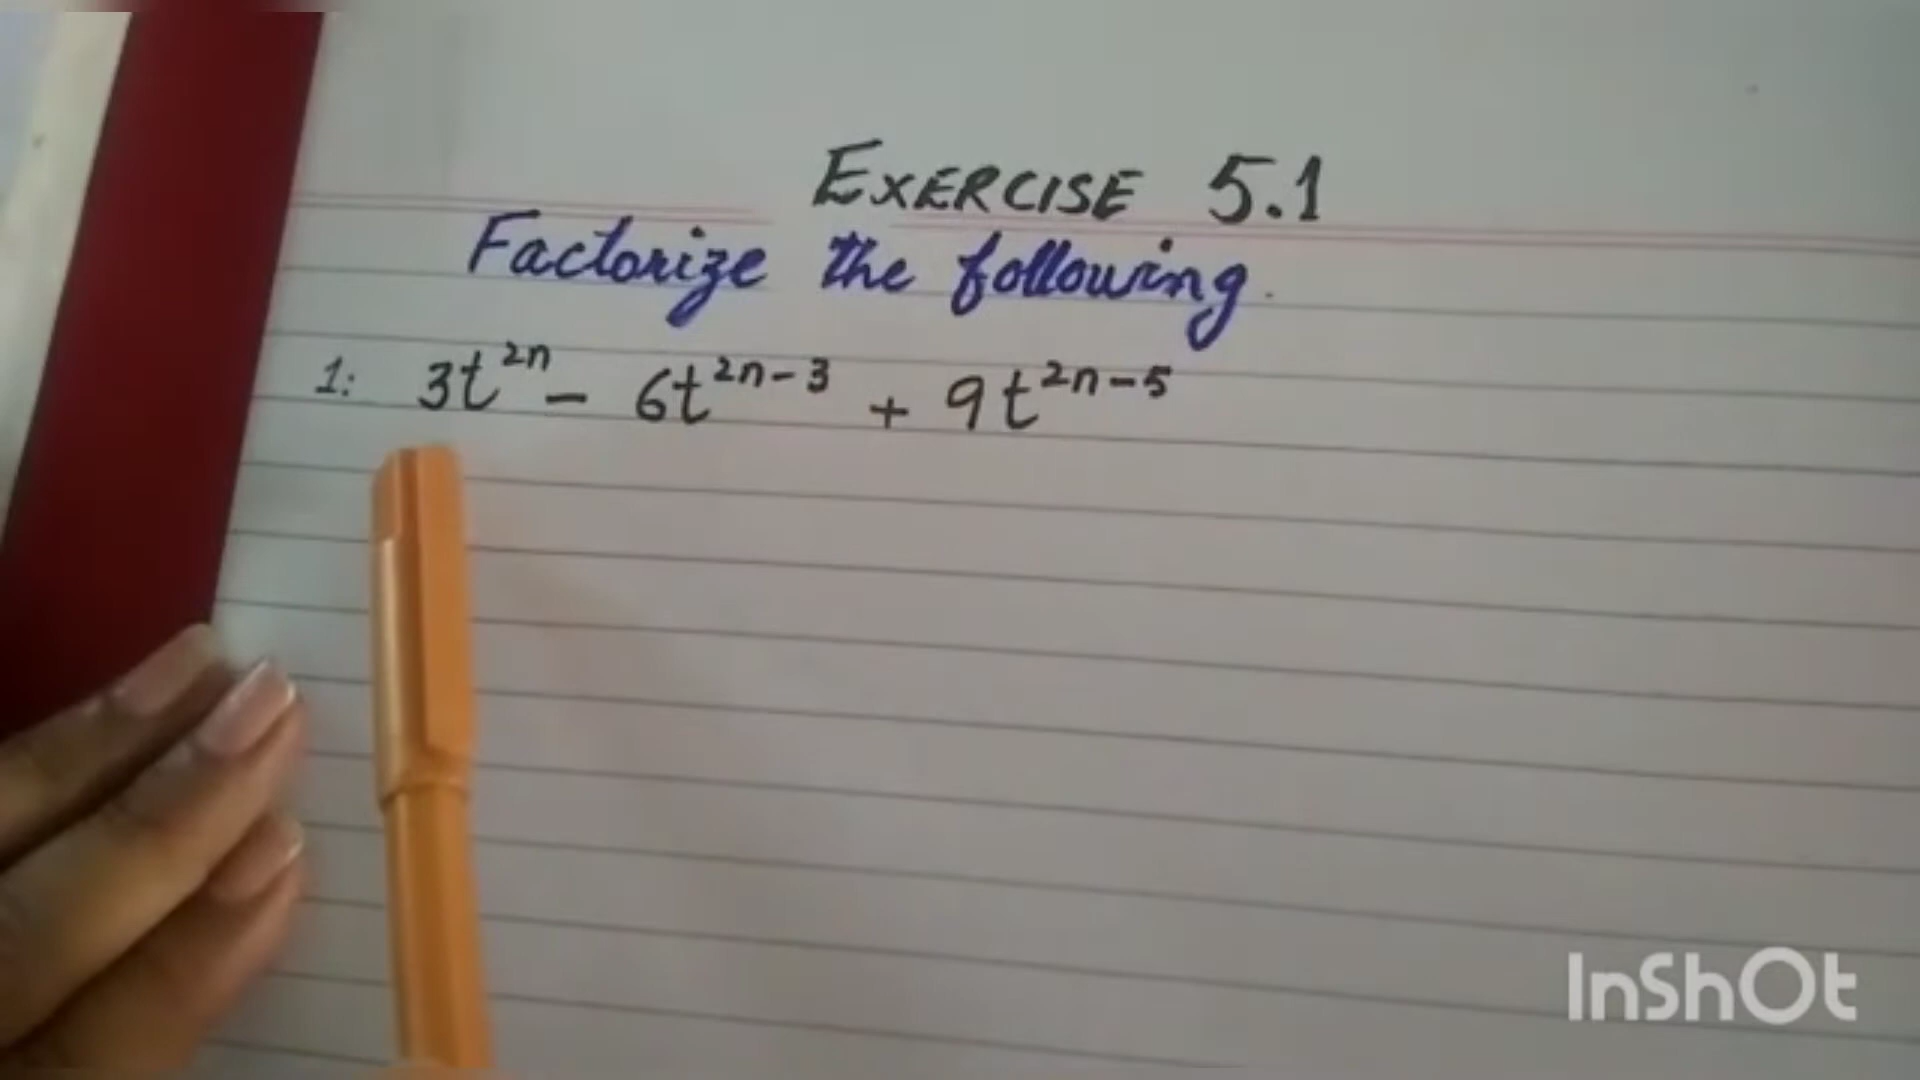 EXERCISE 5.1
Factorize the following.
1: 3t^{2n} - 6t^{2n-3} + 9t^{2n-5}
InShOt